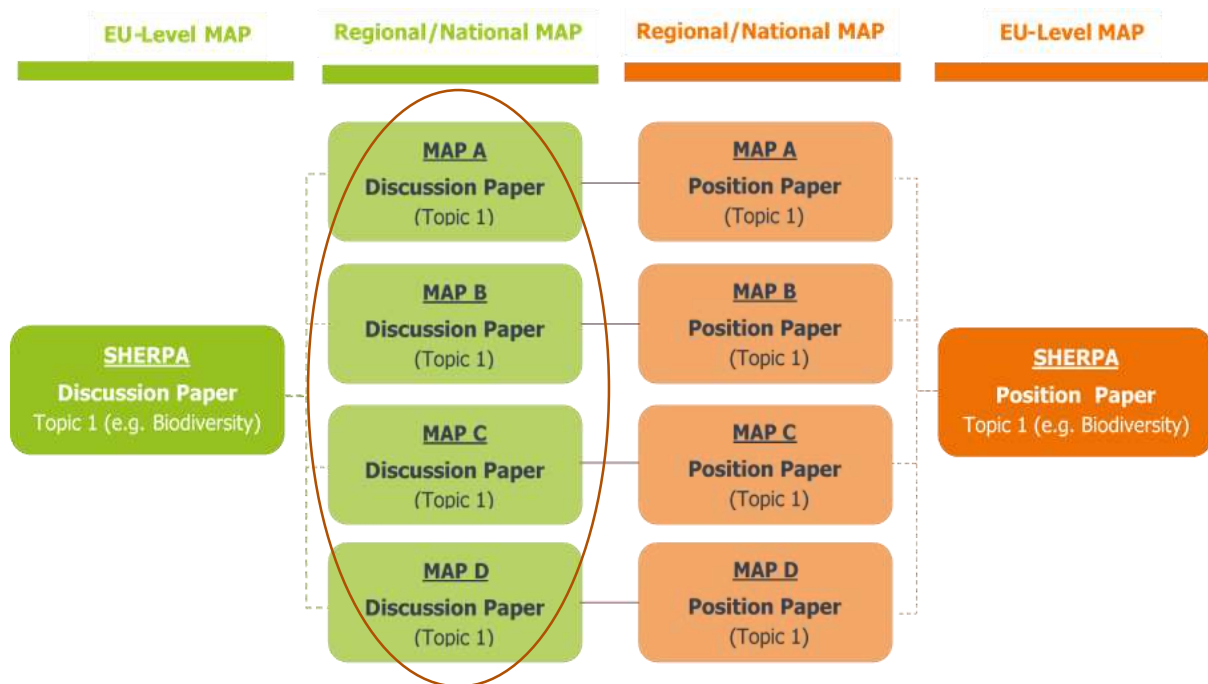 EU-Level MAP
Regional/National MAP
Regional/National MAP
EU-Level MAP
MAP A
Discussion Paper
(Topic 1)
MAP A
Position Paper
(Topic 1)
MAP B
Discussion Paper
(Topic 1)
MAP B
Position Paper
(Topic 1)
SHERPA
Discussion Paper
Topic 1 (e.g. Biodiversity)
SHERPA
Position Paper
Topic 1 (e.g. Biodiversity)
MAP C
Discussion Paper
(Topic 1)
MAP C
Position Paper
(Topic 1)
MAP D
Discussion Paper
(Topic 1)
MAP D
Position Paper
(Topic 1)